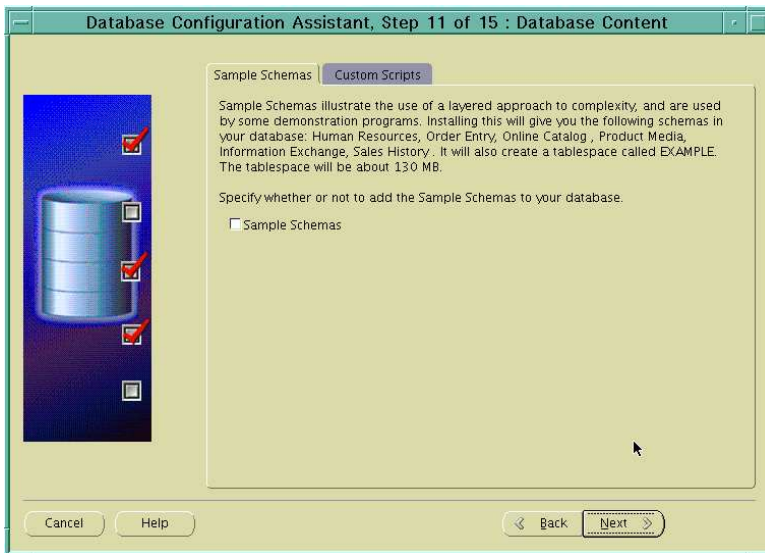 Database Configuration Assistant, Step 11 of 15 : Database Content
Sample Schemas
Custom Scripts
Sample Schemas illustrate the use of a layered approach to complexity, and are used
by some demonstration programs. Installing this will give you the following schemas in
your database: Human Resources, Order Entry, Online Catalog , Product Media,
Information Exchange, Sales History . It will also create a tablespace called EXAMPLE.
The tablespace will be about 130 MB.
Specify whether or not to add the Sample Schemas to your database.
Sample Schemas
Cancel
Help
Back
Next